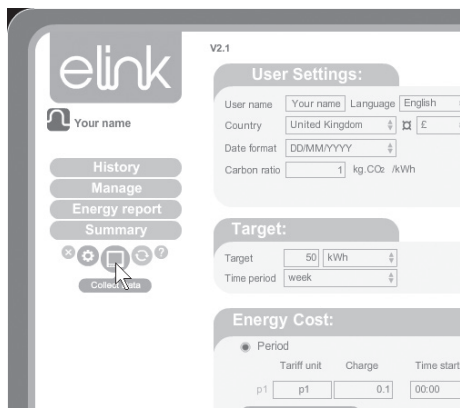 elink
V2.1
User Settings:
User name Your name Language English
Your name
Country United Kingdom ¤ £
Date format DD/MM/YYYY
Carbon ratio 1 kg.CO2 /kWh
History
Manage
Energy report
Summary
Target:
Target 50 kWh
Time period week
Collect data
Energy Cost:
Period
Tariff unit Charge Time start
p1 p1 0.1 00:00